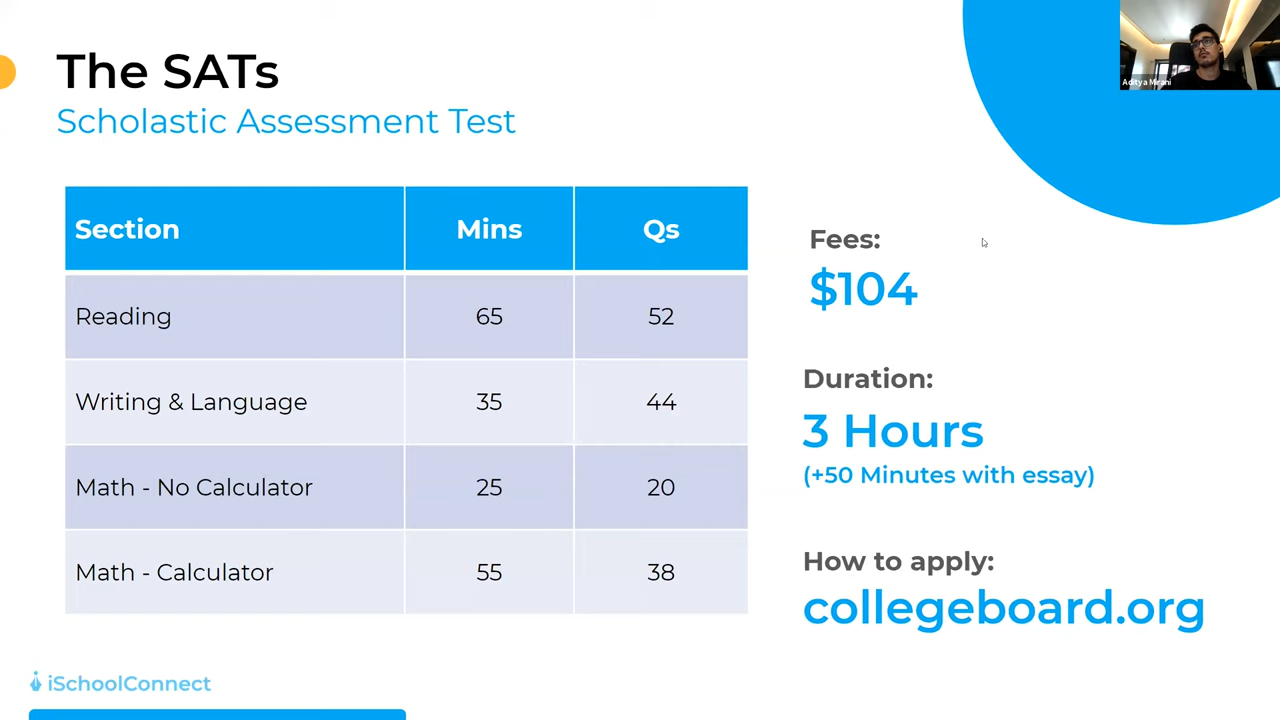 The SATs
Scholastic Assessment Test
Section Mins Qs
Reading 65 52
Writing & Language 35 44
Math - No Calculator 25 20
Math - Calculator 55 38
Fees:
$104
Duration:
3 Hours
(+50 Minutes with essay)
How to apply:
collegeboard.org
iSchoolConnect
Aditya Mirani